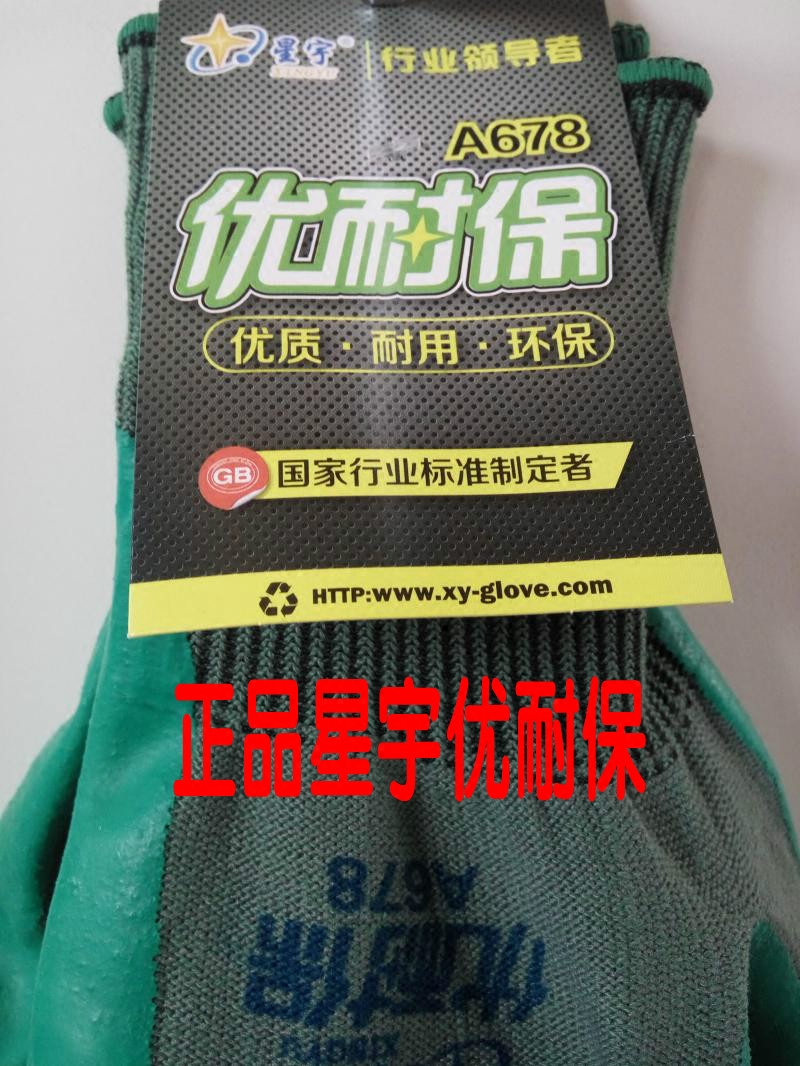 星宇® 行业领导者
XINGYU
A678
优耐保
优质·耐用·环保
GB 国家行业标准制定者
HTTP:www.xy-glove.com
正品星宇优耐保
A678
优耐保
XINGYU